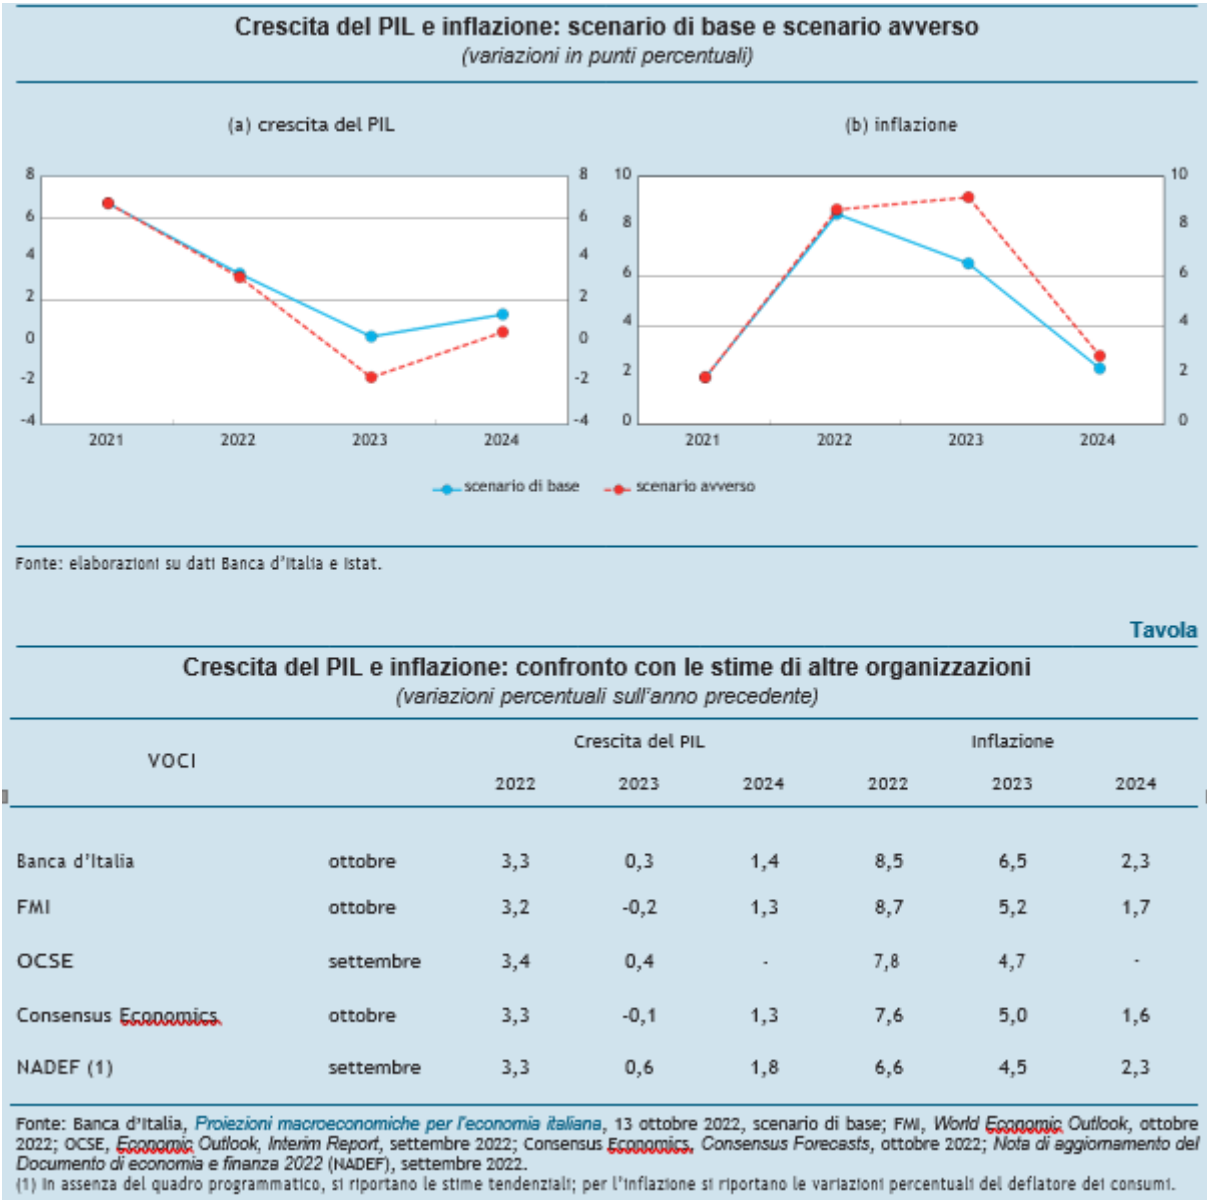 Crescita del PIL e inflazione: scenario di base e scenario avverso
(variazioni in punti percentuali)
(a) crescita del PIL
8 8
6 6
4 4
2 2
0 0
-2 -2
-4 -4
2021 2022 2023 2024
(b) inflazione
10 10
8 8
6 6
4 4
2 2
0 0
2021 2022 2023 2024
scenario di base scenario avverso
Fonte: elaborazioni su dati Banca d'Italia e Istat.
Tavola
Crescita del PIL e inflazione: confronto con le stime di altre organizzazioni
(variazioni percentuali sull'anno precedente)
VOCI Crescita del PIL Inflazione
2022 2023 2024 2022 2023 2024
Banca d'Italia ottobre 3,3 0,3 1,4 8,5 6,5 2,3
FMI ottobre 3,2 -0,2 1,3 8,7 5,2 1,7
OCSE settembre 3,4 0,4 - 7,8 4,7 -
Consensus Economics ottobre 3,3 -0,1 1,3 7,6 5,0 1,6
NADEF (1) settembre 3,3 0,6 1,8 6,6 4,5 2,3
Fonte: Banca d'Italia, Proiezioni macroeconomiche per l'economia italiana, 13 ottobre 2022, scenario di base; FMI, World Economic Outlook, ottobre
2022; OCSE, Economic Outlook, Interim Report, settembre 2022; Consensus Economics, Consensus Forecasts, ottobre 2022; Nota di aggiornamento del
Documento di economia e finanza 2022 (NADEF), settembre 2022.
(1) In assenza del quadro programmatico, si riportano le stime tendenziali; per l'inflazione si riportano le variazioni percentuali del deflatore dei consumi.